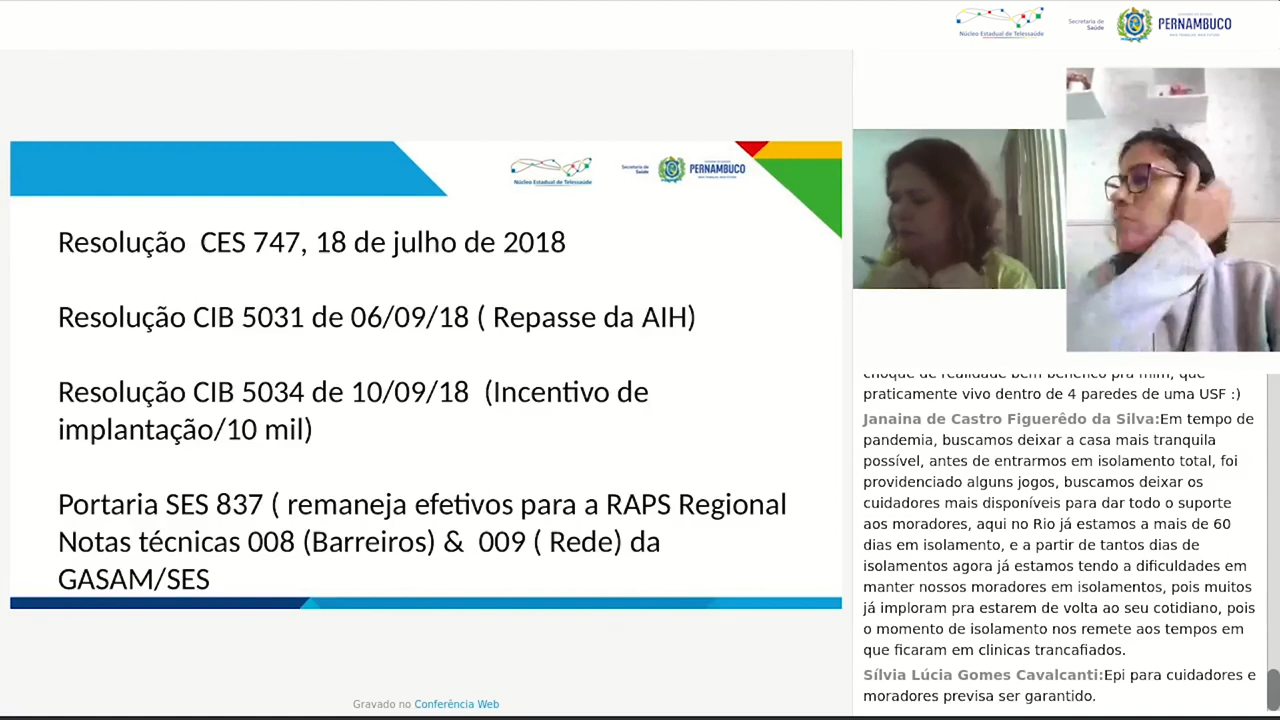 Núcleo Estadual de Telessaúde
Secretaria de
Saúde
PERNAMBUCO
Núcleo Estadual de Telessaúde
Secretaria de
Saúde
PERNAMBUCO
Resolução CES 747, 18 de julho de 2018
Resolução CIB 5031 de 06/09/18 ( Repasse da AIH)
Resolução CIB 5034 de 10/09/18 (Incentivo de
implantação/10 mil)
Portaria SES 837 ( remaneja efetivos para a RAPS Regional
Notas técnicas 008 (Barreiros) & 009 ( Rede) da
GASAM/SES
choque de realidade bem benéfico pra mim, que
praticamente vivo dentro de 4 paredes de uma USF :)
Janaina de Castro Figuerêdo da Silva:Em tempo de
pandemia, buscamos deixar a casa mais tranquila
possível, antes de entrarmos em isolamento total, foi
providenciado alguns jogos, buscamos deixar os
cuidadores mais disponíveis para dar todo o suporte
aos moradores, aqui no Rio já estamos a mais de 60
dias em isolamento, e a partir de tantos dias de
isolamentos agora já estamos tendo a dificuldades em
manter nossos moradores em isolamentos, pois muitos
já imploram pra estarem de volta ao seu cotidiano, pois
o momento de isolamento nos remete aos tempos em
que ficaram em clinicas trancafiados.
Sílvia Lúcia Gomes Cavalcanti:Epi para cuidadores e
moradores previsa ser garantido.
Gravado no Conferência Web